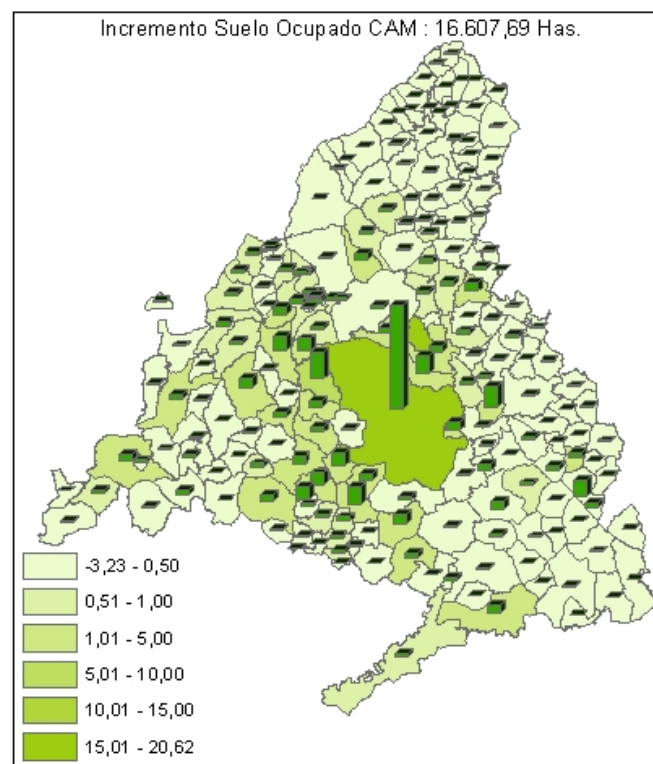 Incremento Suelo Ocupado CAM : 16.607,69 Has.
-3,23 - 0,50
0,51 - 1,00
1,01 - 5,00
5,01 - 10,00
10,01 - 15,00
15,01 - 20,62